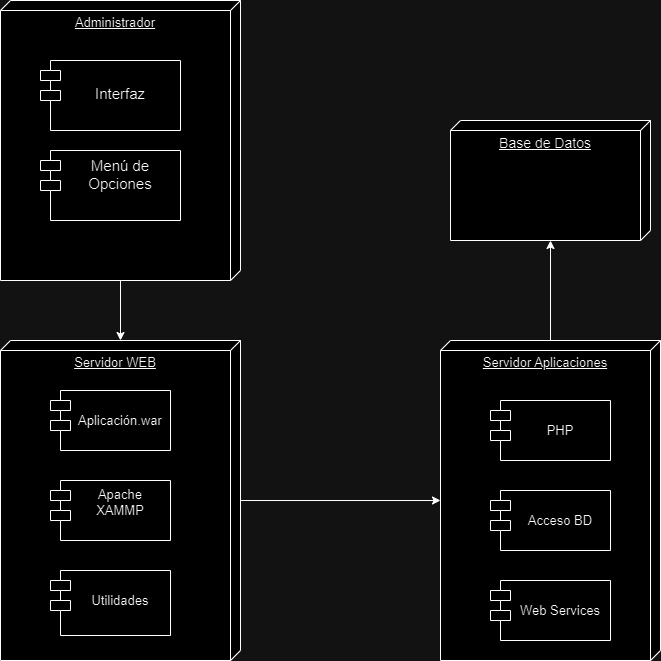 Administrador
Interfaz
Menú de
Opciones
Base de Datos
Servidor WEB
Aplicación.war
Apache
XAMMP
Utilidades
Servidor Aplicaciones
PHP
Acceso BD
Web Services